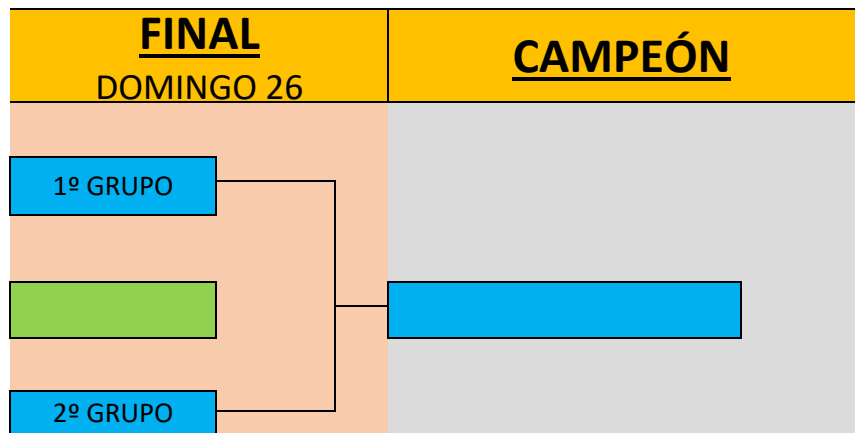 FINAL
DOMINGO 26
CAMPEÓN
1º GRUPO
2º GRUPO